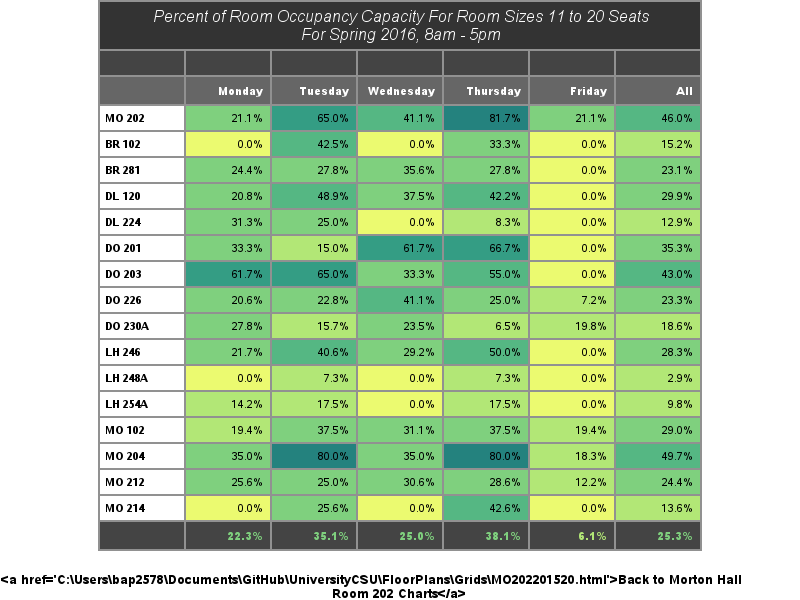 Percent of Room Occupancy Capacity For Room Sizes 11 to 20 Seats
For Spring 2016, 8am - 5pm
Monday Tuesday Wednesday Thursday Friday All
MO 202 21.1% 65.0% 41.1% 81.7% 21.1% 46.0%
BR 102 0.0% 42.5% 0.0% 33.3% 0.0% 15.2%
BR 281 24.4% 27.8% 35.6% 27.8% 0.0% 23.1%
DL 120 20.8% 48.9% 37.5% 42.2% 0.0% 29.9%
DL 224 31.3% 25.0% 0.0% 8.3% 0.0% 12.9%
DO 201 33.3% 15.0% 61.7% 66.7% 0.0% 35.3%
DO 203 61.7% 65.0% 33.3% 55.0% 0.0% 43.0%
DO 226 20.6% 22.8% 41.1% 25.0% 7.2% 23.3%
DO 230A 27.8% 15.7% 23.5% 6.5% 19.8% 18.6%
LH 246 21.7% 40.6% 29.2% 50.0% 0.0% 28.3%
LH 248A 0.0% 7.3% 0.0% 7.3% 0.0% 2.9%
LH 254A 14.2% 17.5% 0.0% 17.5% 0.0% 9.8%
MO 102 19.4% 37.5% 31.1% 37.5% 19.4% 29.0%
MO 204 35.0% 80.0% 35.0% 80.0% 18.3% 49.7%
MO 212 25.6% 25.0% 30.6% 28.6% 12.2% 24.4%
MO 214 0.0% 25.6% 0.0% 42.6% 0.0% 13.6%
22.3% 35.1% 25.0% 38.1% 6.1% 25.3%
<a href='C:\Users\bap2578\Documents\GitHub\UniversityCSU\FloorPlans\Grids\MO202201520.html'>Back to Morton Hall
Room 202 Charts</a>